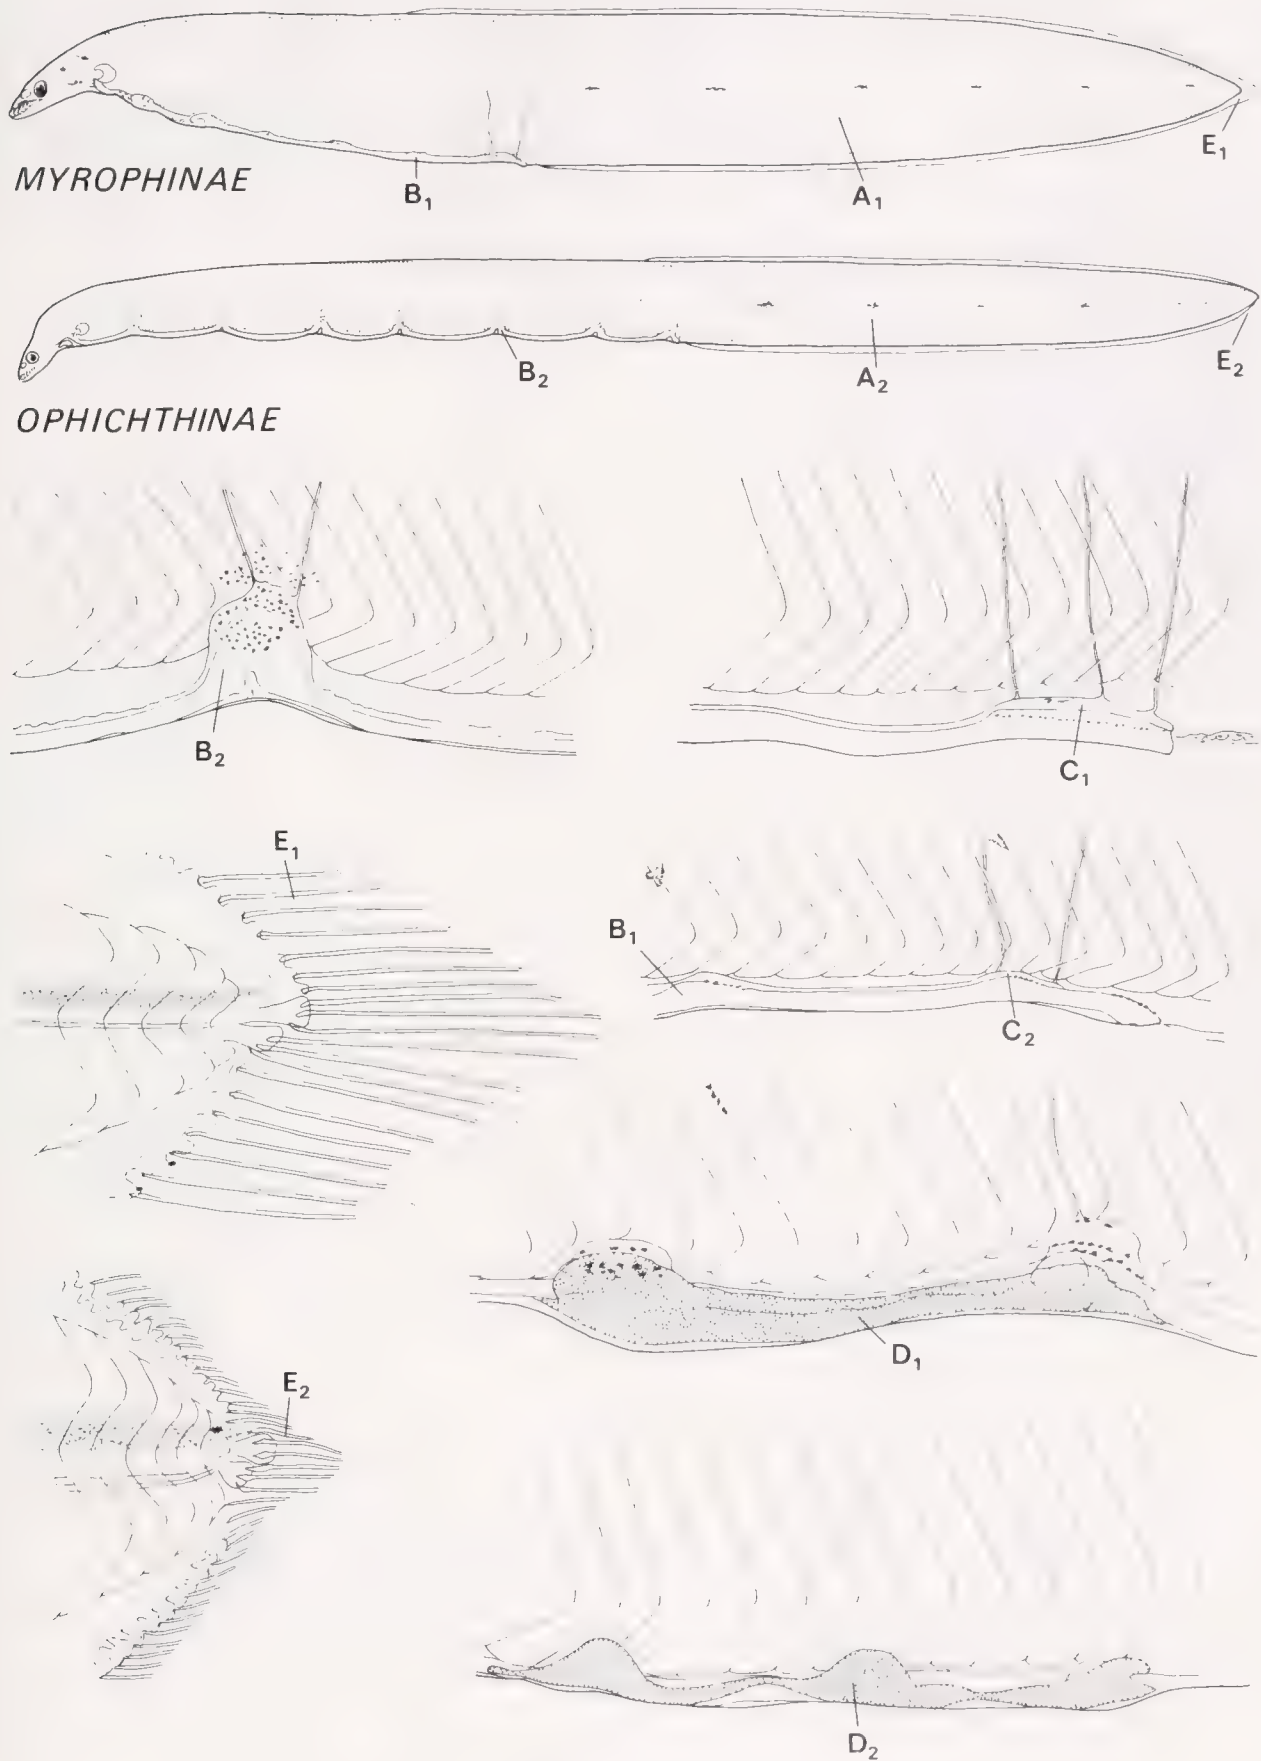 E₁
MYROPHINAE
B₁
A₁
B₂
A₂
E₂
OPHICHTHINAE
B₂
C₁
E₁
B₁
C₂
D₁
E₂
D₂